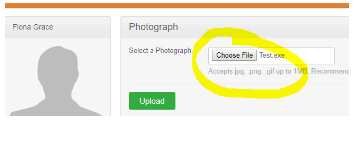 Fiona Grace
Photograph
Select a Photograph
Choose File Test.exe
Accepts jpg, .png, .gif up to 1MB. Recommen
Upload